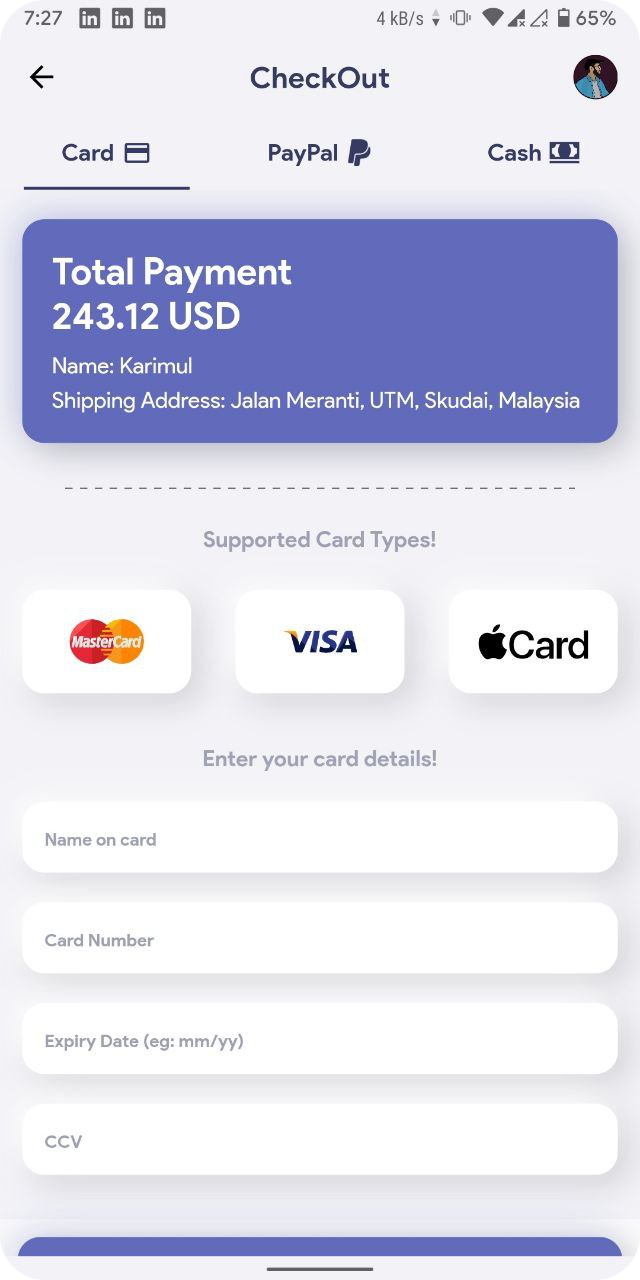 7:27 in in in 4 kB/s 65%
CheckOut
Card PayPal Cash
Total Payment
243.12 USD
Name: Karimul
Shipping Address: Jalan Meranti, UTM, Skudai, Malaysia
Supported Card Types!
MasterCard VISA Card
Enter your card details!
Name on card
Card Number
Expiry Date (eg: mm/yy)
CCV